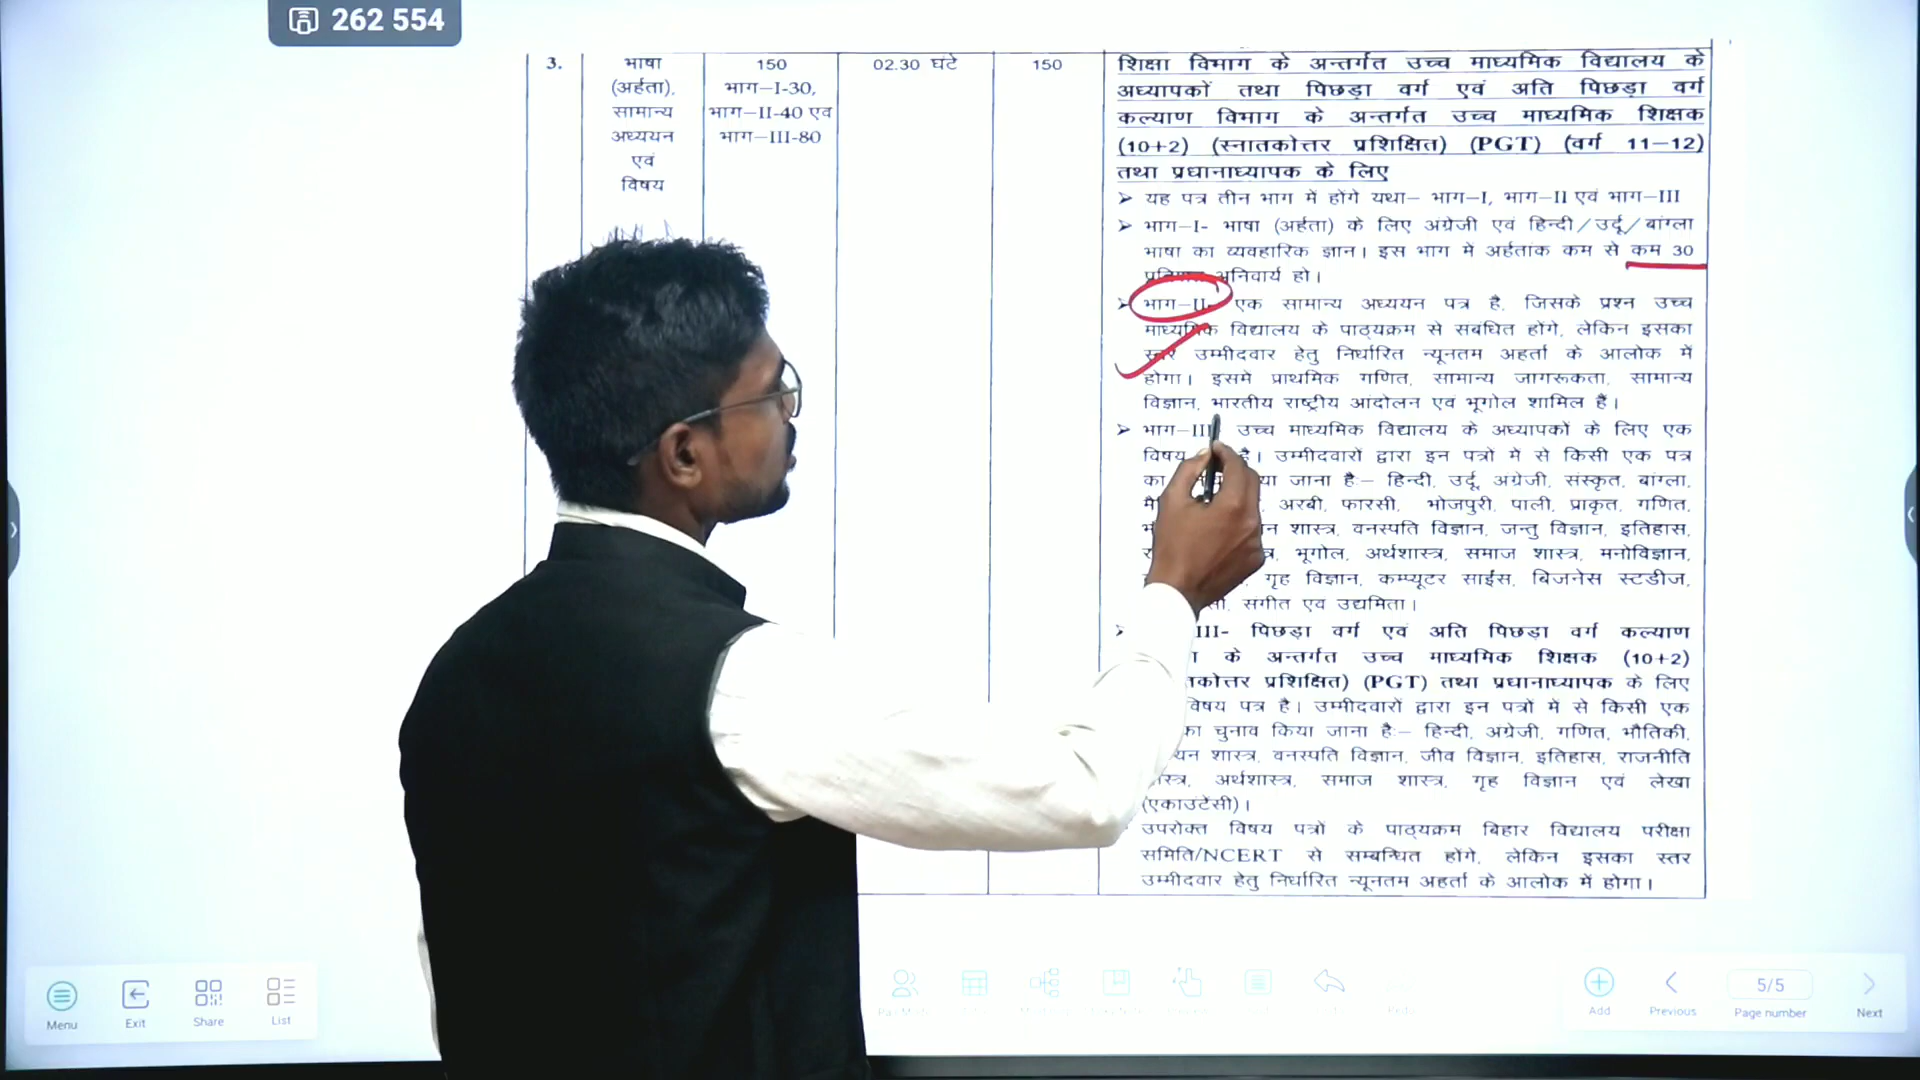 262 554
3.
भाषा
(अर्हता),
सामान्य
अध्ययन
एवं
विषय
150
भाग–I-30,
भाग–II-40 एवं
भाग–III-80
02.30 घंटे
150
शिक्षा विभाग के अन्तर्गत उच्च माध्यमिक विद्यालय के
अध्यापकों तथा पिछड़ा वर्ग एवं अति पिछड़ा वर्ग
कल्याण विभाग के अन्तर्गत उच्च माध्यमिक शिक्षक
(10+2) (स्नातकोत्तर प्रशिक्षित) (PGT) (वर्ग 11–12)
तथा प्रधानाध्यापक के लिए
➢ यह पत्र तीन भाग में होंगे यथा– भाग–I, भाग–II एवं भाग–III
➢ भाग–I- भाषा (अर्हता) के लिए अंग्रेजी एवं हिन्दी/उर्दू/बांग्ला
भाषा का व्यवहारिक ज्ञान। इस भाग में अर्हतांक कम से कम 30
अनिवार्य हो।
➢ भाग–II- एक सामान्य अध्ययन पत्र है, जिसके प्रश्न उच्च
माध्यमिक विद्यालय के पाठ्यक्रम से संबंधित होंगे, लेकिन इसका
स्तर उम्मीदवार हेतु निर्धारित न्यूनतम अहर्ता के आलोक में
होगा। इसमें प्राथमिक गणित, सामान्य जागरूकता, सामान्य
विज्ञान, भारतीय राष्ट्रीय आंदोलन एवं भूगोल शामिल हैं।
➢ भाग–III उच्च माध्यमिक विद्यालय के अध्यापकों के लिए एक
विषय है। उम्मीदवारों द्वारा इन पत्रों में से किसी एक पत्र
का जाना है:– हिन्दी, उर्दू, अंग्रेजी, संस्कृत, बांग्ला,
अरबी, फारसी, भोजपुरी, पाली, प्राकृत, गणित,
शास्त्र, वनस्पति विज्ञान, जन्तु विज्ञान, इतिहास,
भूगोल, अर्थशास्त्र, समाज शास्त्र, मनोविज्ञान,
गृह विज्ञान, कम्प्यूटर साईंस, बिजनेस स्टडीज,
संगीत एवं उद्यमिता।
III- पिछड़ा वर्ग एवं अति पिछड़ा वर्ग कल्याण
के अन्तर्गत उच्च माध्यमिक शिक्षक (10+2)
प्रशिक्षित) (PGT) तथा प्रधानाध्यापक के लिए
विषय पत्र है। उम्मीदवारों द्वारा इन पत्रों में से किसी एक
का चुनाव किया जाना है:– हिन्दी, अंग्रेजी, गणित, भौतिकी,
शास्त्र, वनस्पति विज्ञान, जीव विज्ञान, इतिहास, राजनीति
अर्थशास्त्र, समाज शास्त्र, गृह विज्ञान एवं लेखा
(एकाउंटेंसी)।
उपरोक्त विषय पत्रों के पाठ्यक्रम बिहार विद्यालय परीक्षा
समिति/NCERT से सम्बन्धित होंगे, लेकिन इसका स्तर
उम्मीदवार हेतु निर्धारित न्यूनतम अहर्ता के आलोक में होगा।
Menu
Exit
Share
List
Add
Previous
5/5
Page number
Next